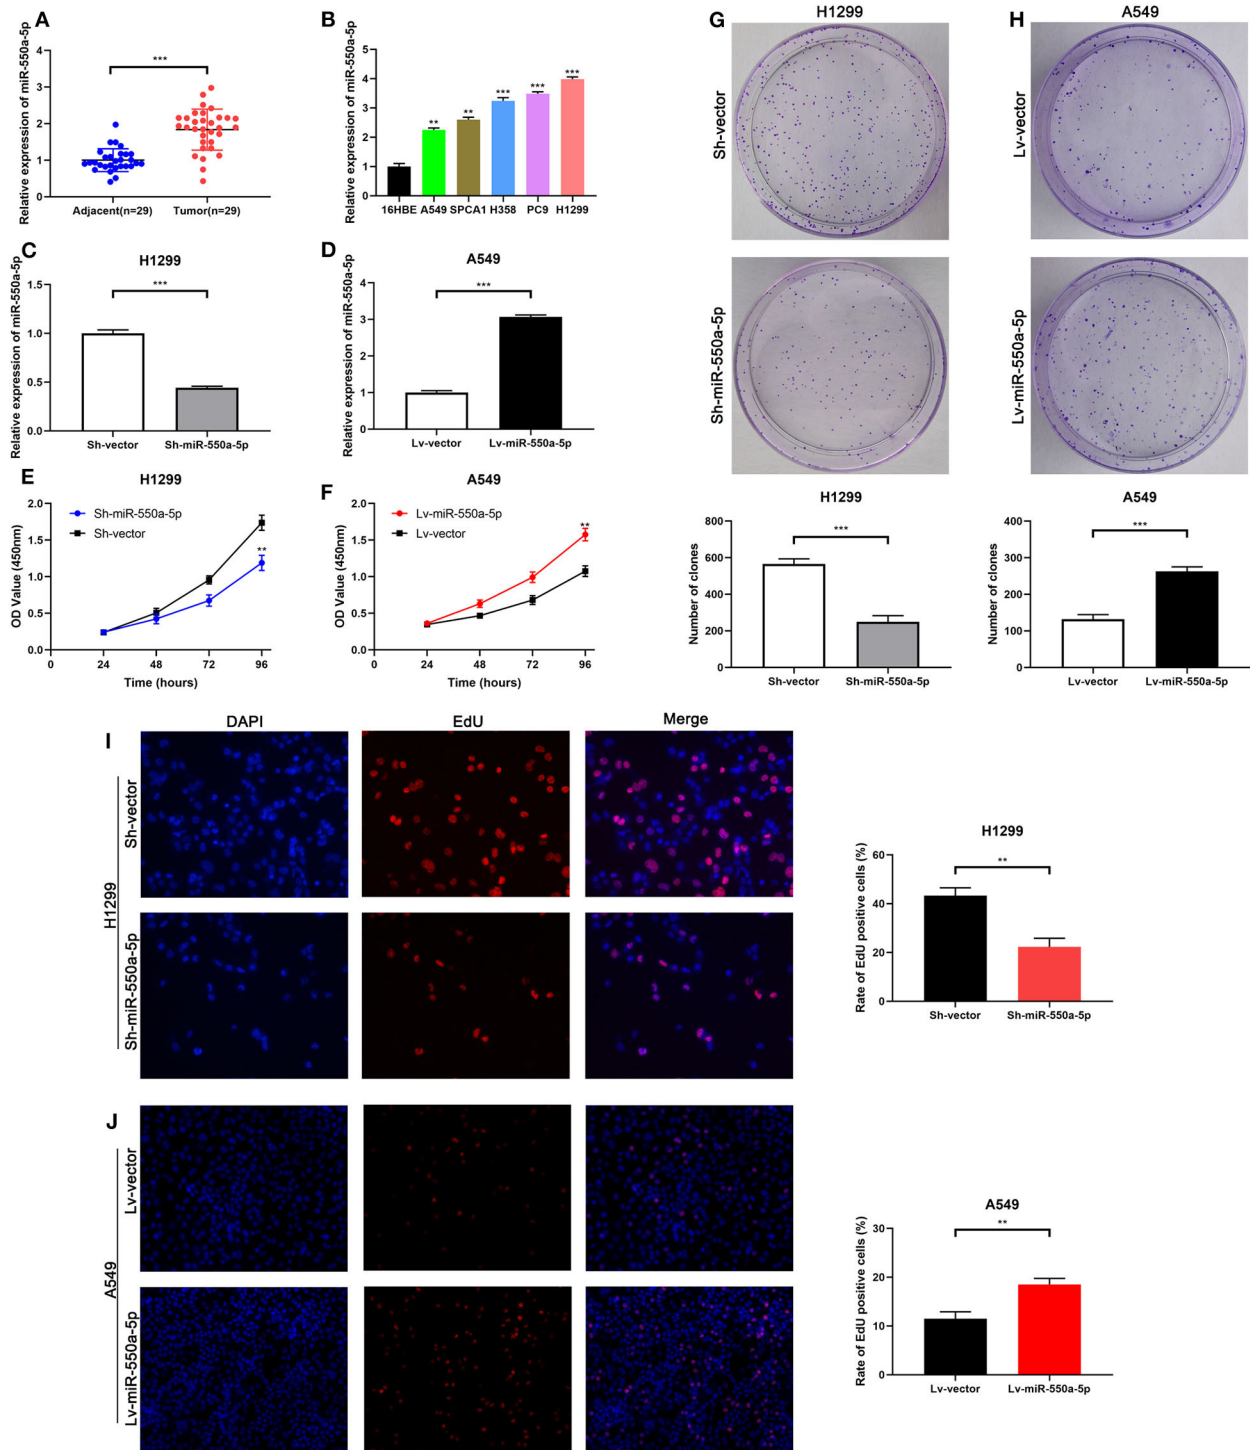 A
Relative expression of miR-550a-5p
4
3
2
1
0
***
Adjacent(n=29)
Tumor(n=29)
B
Relative expression of miR-550a-5p
5
4
3
2
1
0
**
**
***
***
***
16HBE A549 SPCA1 H358 PC9 H1299
C
H1299
Relative expression of miR-550a-5p
1.5
1.0
0.5
0.0
***
Sh-vector
Sh-miR-550a-5p
D
A549
Relative expression of miR-550a-5p
4
3
2
1
0
***
Lv-vector
Lv-miR-550a-5p
E
H1299
OD Value (450nm)
2.0
1.5
1.0
0.5
0.0
Sh-miR-550a-5p
Sh-vector
**
0 24 48 72 96
Time (hours)
F
A549
OD Value (450nm)
2.0
1.5
1.0
0.5
0.0
Lv-miR-550a-5p
Lv-vector
**
0 24 48 72 96
Time (hours)
G
H1299
Sh-vector
Sh-miR-550a-5p
H1299
Number of clones
800
600
400
200
0
***
Sh-vector
Sh-miR-550a-5p
H
A549
Lv-vector
Lv-miR-550a-5p
A549
Number of clones
400
300
200
100
0
***
Lv-vector
Lv-miR-550a-5p
I
DAPI
EdU
Merge
H1299
Sh-vector
Sh-miR-550a-5p
H1299
Rate of EdU positive cells (%)
60
40
20
0
**
Sh-vector
Sh-miR-550a-5p
J
A549
Lv-vector
Lv-miR-550a-5p
A549
Rate of EdU positive cells (%)
30
20
10
0
**
Lv-vector
Lv-miR-550a-5p